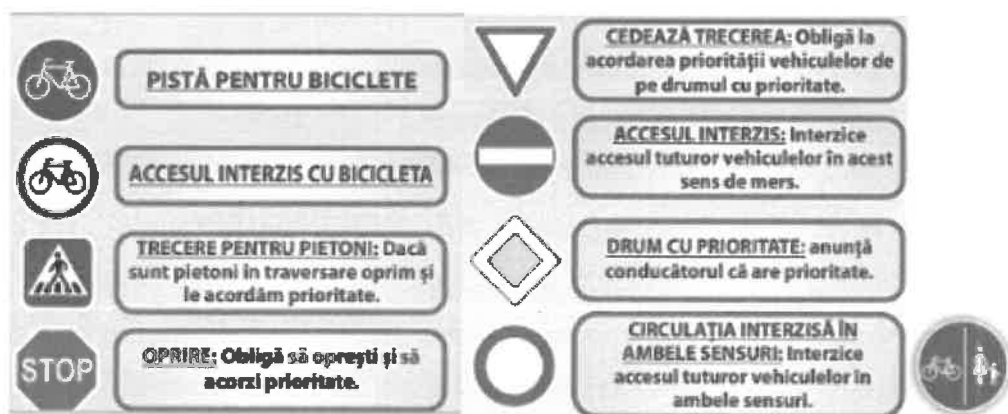 PISTĂ PENTRU BICICLETE
ACCESUL INTERZIS CU BICICLETA
TRECERE PENTRU PIETONI: Dacă
sunt pietoni în traversare oprim și
le acordăm prioritate.
STOP
OPRIRE: Obligă să oprești și să
acorzi prioritate.
CEDEAZĂ TRECEREA: Obligă la
acordarea priorității vehiculelor de
pe drumul cu prioritate.
ACCESUL INTERZIS: Interzice
accesul tuturor vehiculelor în acest
sens de mers.
DRUM CU PRIORITATE: anunță
conducătorul că are prioritate.
CIRCULAȚIA INTERZISĂ ÎN
AMBELE SENSURI: Interzice
accesul tuturor vehiculelor în
ambele sensuri.